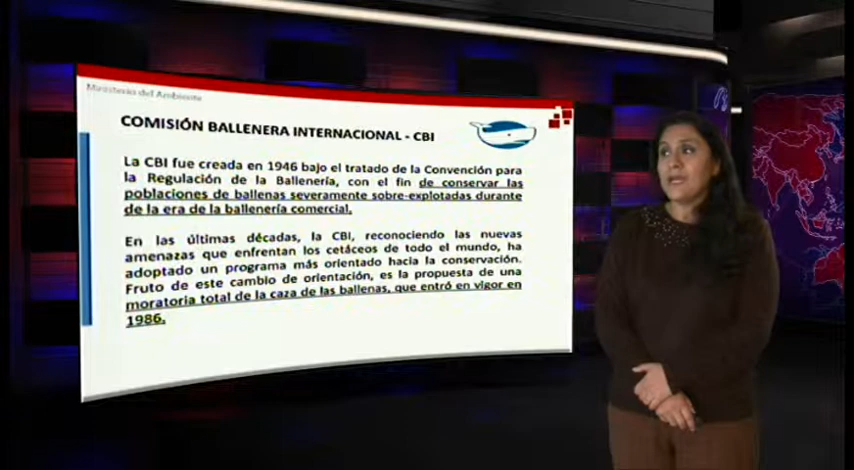 Ministerio del Ambiente
COMISIÓN BALLENERA INTERNACIONAL - CBI
La CBI fue creada en 1946 bajo el tratado de la Convención para
la Regulación de la Ballenería, con el fin de conservar las
poblaciones de ballenas severamente sobre-explotadas durante
de la era de la ballenería comercial.
En las últimas décadas, la CBI, reconociendo las nuevas
amenazas que enfrentan los cetáceos de todo el mundo, ha
adoptado un programa más orientado hacia la conservación.
Fruto de este cambio de orientación, es la propuesta de una
moratoria total de la caza de las ballenas, que entró en vigor en
1986.